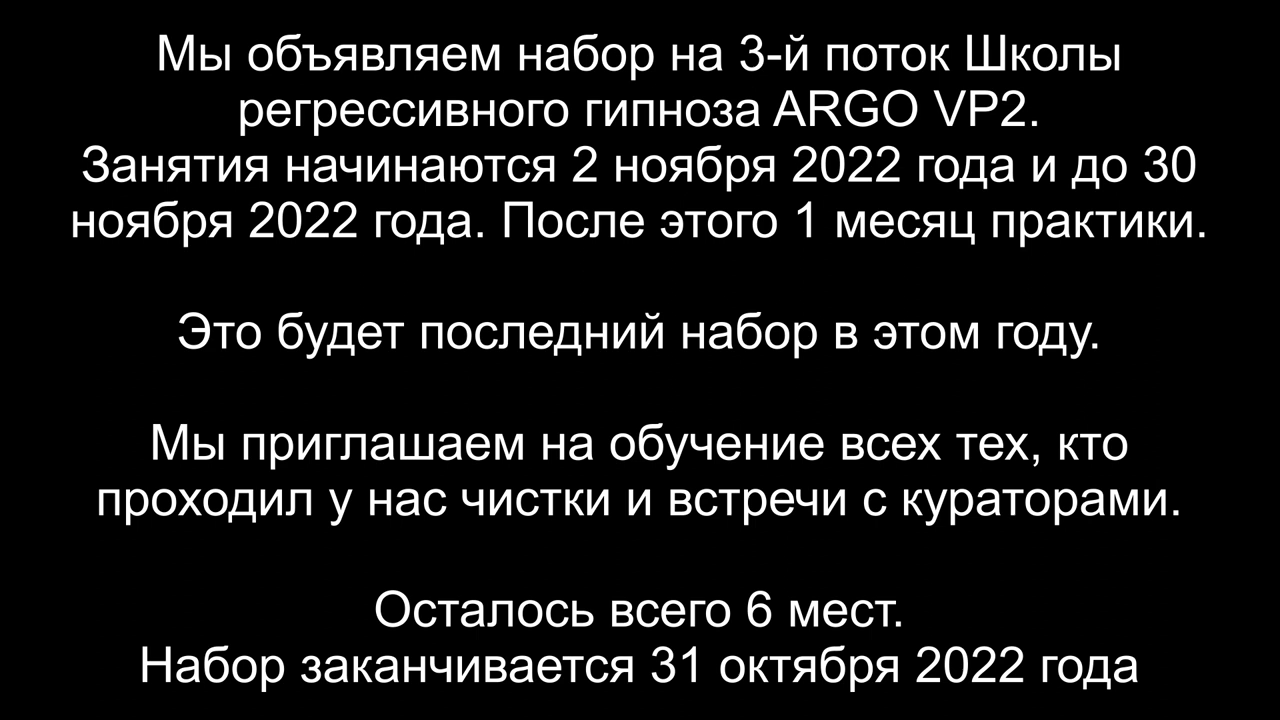 Мы объявляем набор на 3-й поток Школы
регрессивного гипноза ARGO VP2.
Занятия начинаются 2 ноября 2022 года и до 30
ноября 2022 года. После этого 1 месяц практики.
Это будет последний набор в этом году.
Мы приглашаем на обучение всех тех, кто
проходил у нас чистки и встречи с кураторами.
Осталось всего 6 мест.
Набор заканчивается 31 октября 2022 года